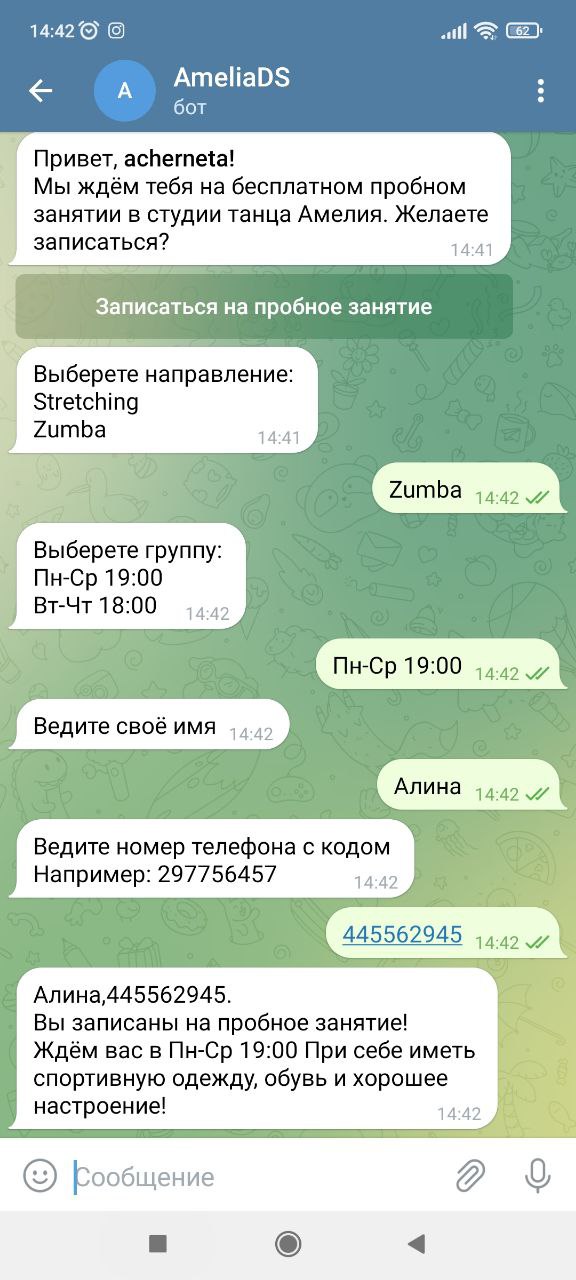 14:42
62
A
AmeliaDS
бот
Привет, acherneta!
Мы ждём тебя на бесплатном пробном
занятии в студии танца Амелия. Желаете
записаться?
14:41
Записаться на пробное занятие
Выберете направление:
Stretching
Zumba
14:41
Zumba 14:42
Выберете группу:
Пн-Ср 19:00
Вт-Чт 18:00
14:42
Пн-Ср 19:00 14:42
Ведите своё имя 14:42
Алина 14:42
Ведите номер телефона с кодом
Например: 297756457
14:42
445562945 14:42
Алина,445562945.
Вы записаны на пробное занятие!
Ждём вас в Пн-Ср 19:00 При себе иметь
спортивную одежду, обувь и хорошее
настроение!
14:42
Сообщение